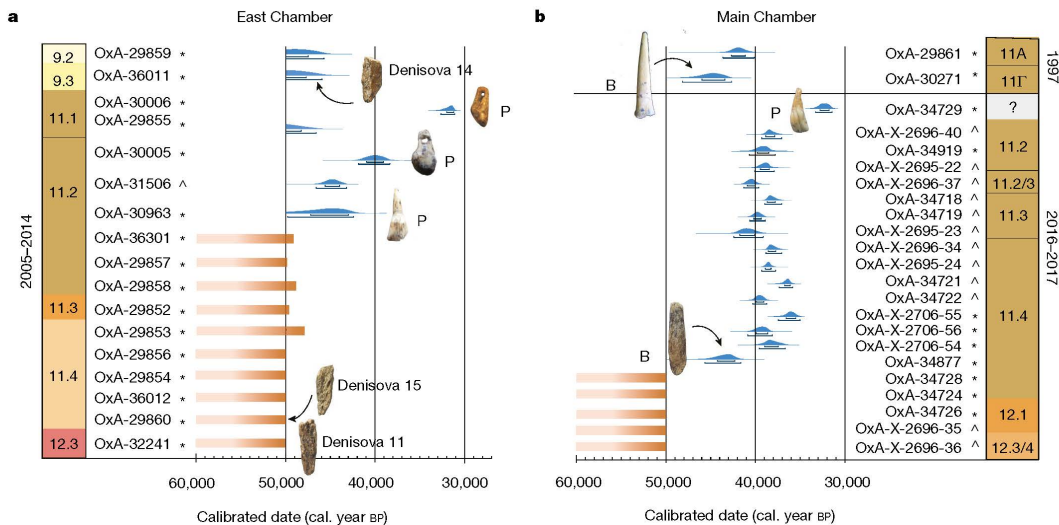 a
East Chamber
2005–2014
9.2
9.3
11.1
11.2
11.3
11.4
12.3
OxA-29859 *
OxA-36011 *
OxA-30006 *
OxA-29855 *
OxA-30005 *
OxA-31506 ^
OxA-30963 *
OxA-36301 *
OxA-29857 *
OxA-29858 *
OxA-29852 *
OxA-29853 *
OxA-29856 *
OxA-29854 *
OxA-36012 *
OxA-29860 *
OxA-32241 *
Denisova 14
P
P
P
Denisova 15
Denisova 11
60,000 50,000 40,000 30,000
Calibrated date (cal. year BP)
b
Main Chamber
B
P
B
OxA-29861 *
OxA-30271 *
OxA-34729 *
OxA-X-2696-40 ^
OxA-34919 *
OxA-X-2695-22 ^
OxA-X-2696-37 ^
OxA-34718 ^
OxA-34719 ^
OxA-X-2695-23 ^
OxA-X-2696-34 ^
OxA-X-2695-24 ^
OxA-34721 ^
OxA-34722 ^
OxA-X-2706-55 *
OxA-X-2706-56 *
OxA-X-2706-54 *
OxA-34877 *
OxA-34728 *
OxA-34724 *
OxA-34726 *
OxA-X-2696-35 ^
OxA-X-2696-36 ^
11A
11Г
?
11.2
11.2/3
11.3
11.4
12.1
12.3/4
1997
2016–2017
60,000 50,000 40,000 30,000
Calibrated date (cal. year BP)